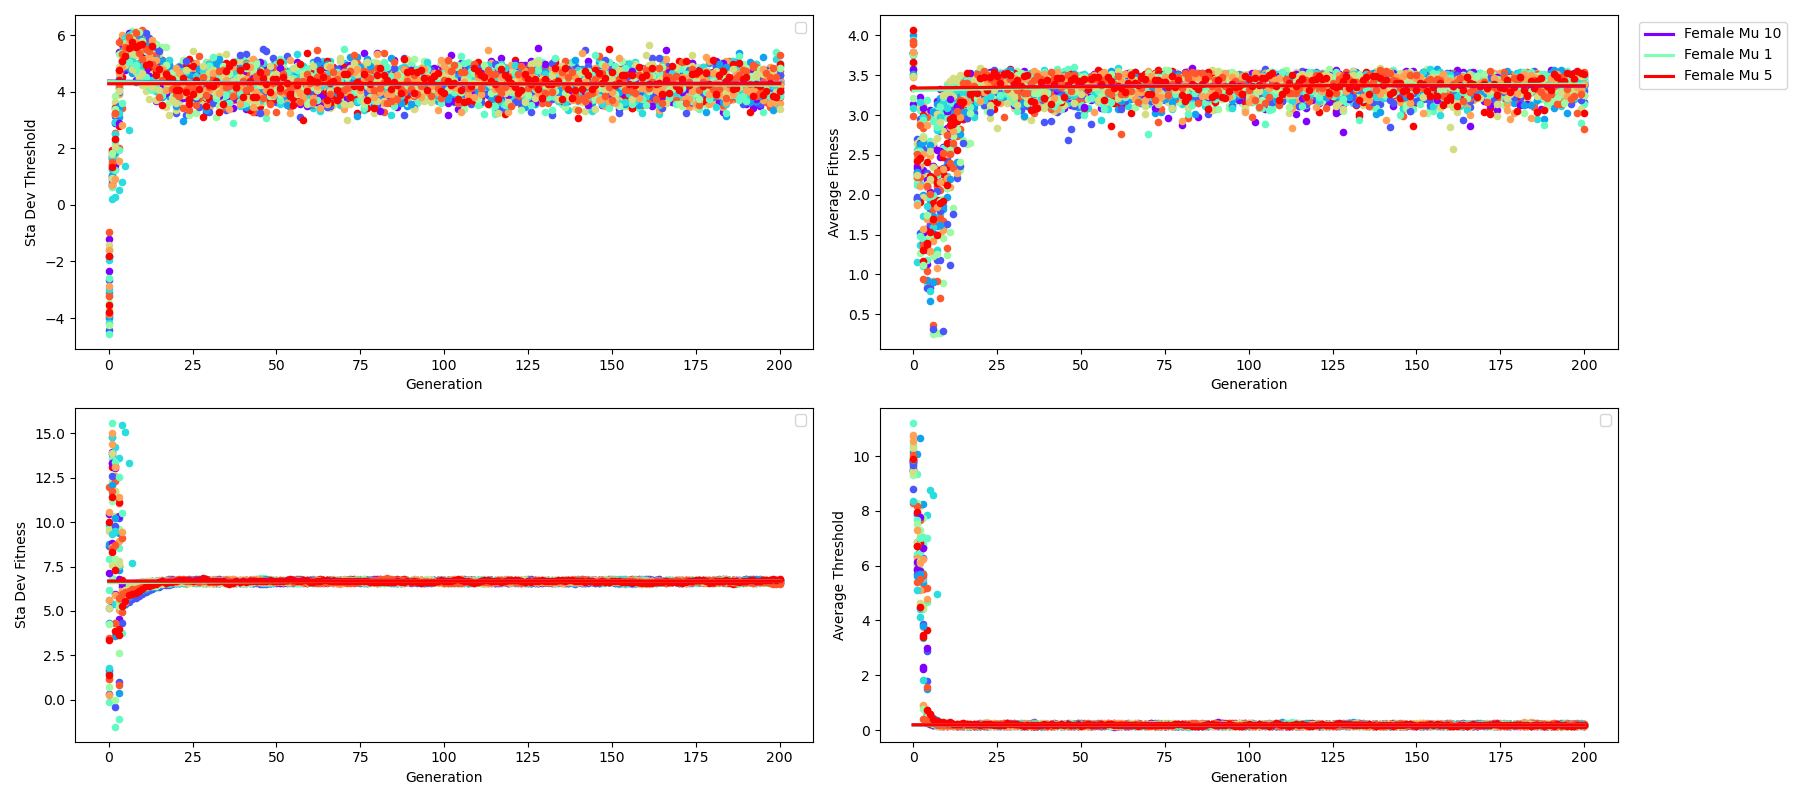 6
4
2
0
−2
−4
Sta Dev Threshold
0 25 50 75 100 125 150 175 200
Generation
4.0
3.5
3.0
2.5
2.0
1.5
1.0
0.5
Average Fitness
0 25 50 75 100 125 150 175 200
Generation
Female Mu 10
Female Mu 1
Female Mu 5
15.0
12.5
10.0
7.5
5.0
2.5
0.0
Sta Dev Fitness
0 25 50 75 100 125 150 175 200
Generation
10
8
6
4
2
0
Average Threshold
0 25 50 75 100 125 150 175 200
Generation